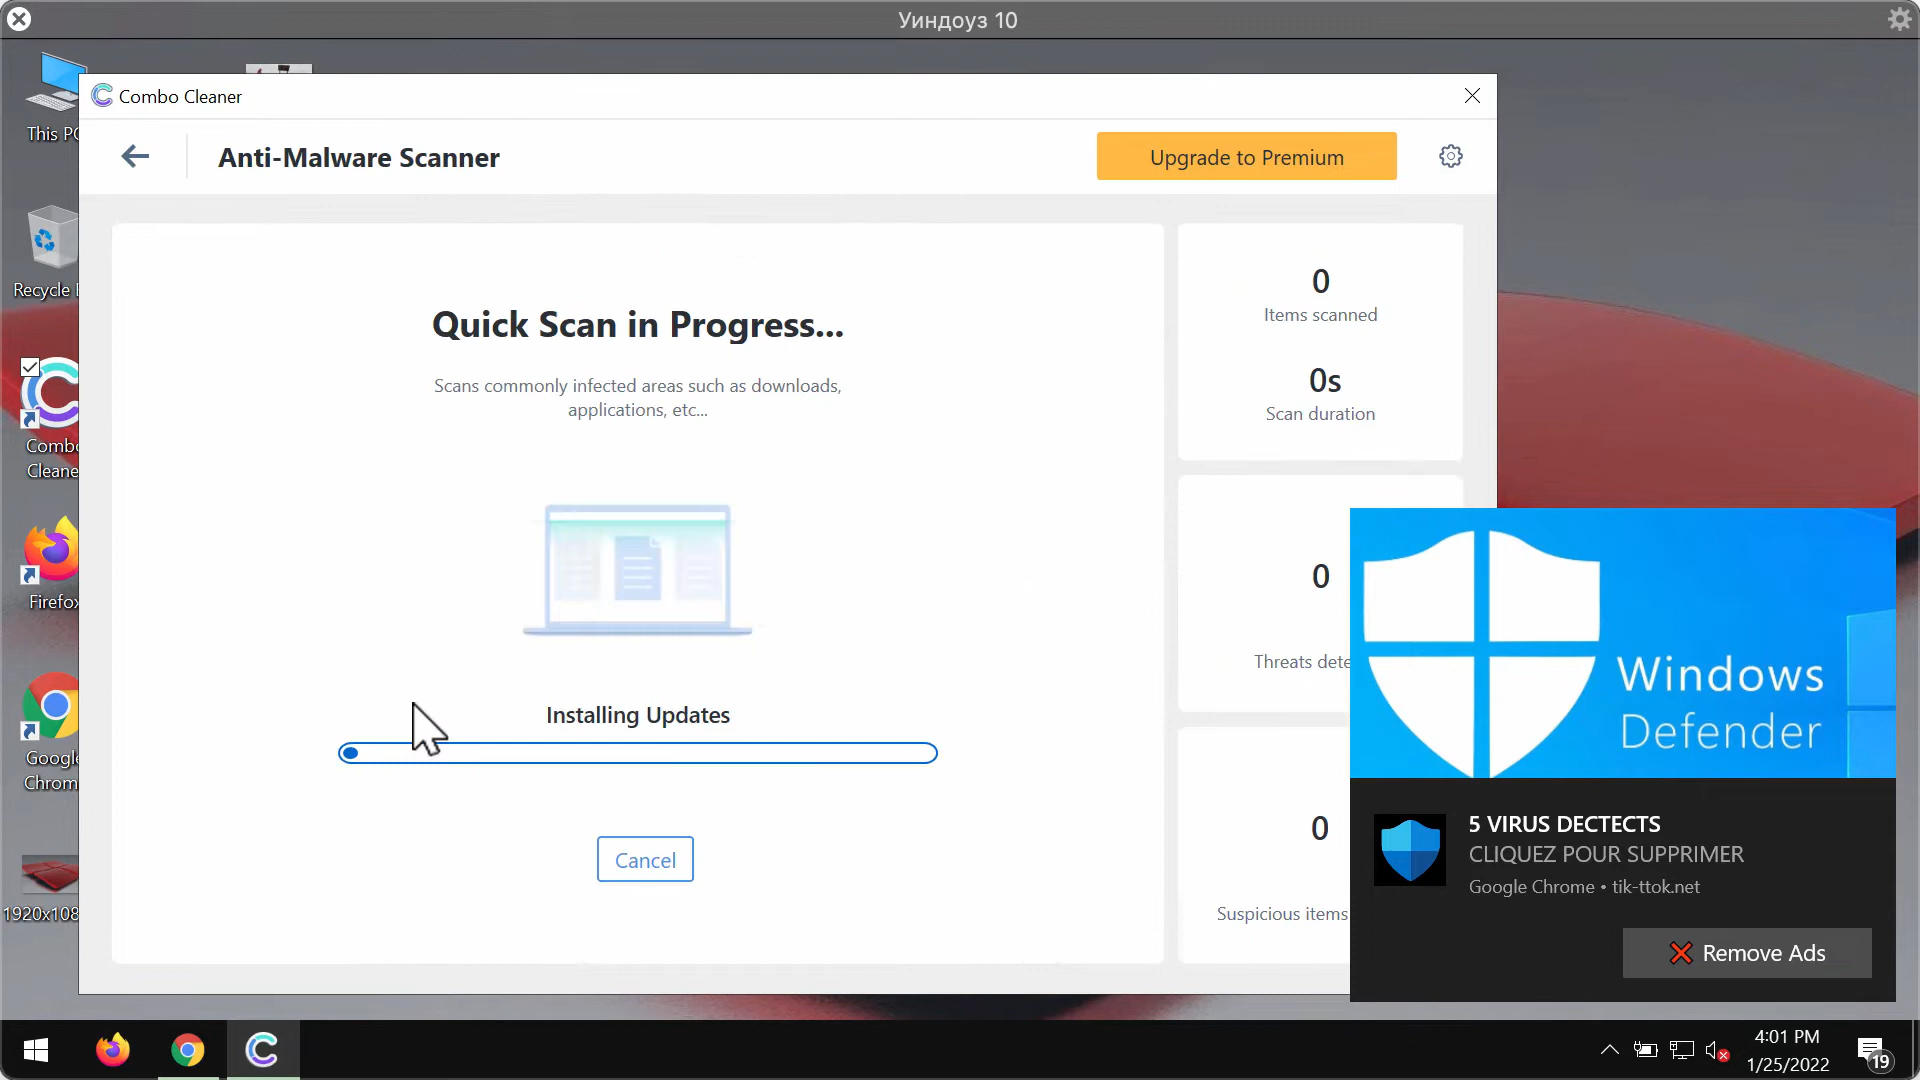 Уиндоуз 10
This PC
Combo Cleaner
Anti-Malware Scanner
Upgrade to Premium
Recycle
Quick Scan in Progress...
Scans commonly infected areas such as downloads,
applications, etc...
0
Items scanned
0s
Scan duration
Combo
Cleane
Firefox
0
Threats dete
Windows
Defender
Installing Updates
Google
Chrom
Cancel
0
Suspicious items
5 VIRUS DECTECTS
CLIQUEZ POUR SUPPRIMER
Google Chrome • tik-ttok.net
Remove Ads
1920x108
4:01 PM
1/25/2022
19